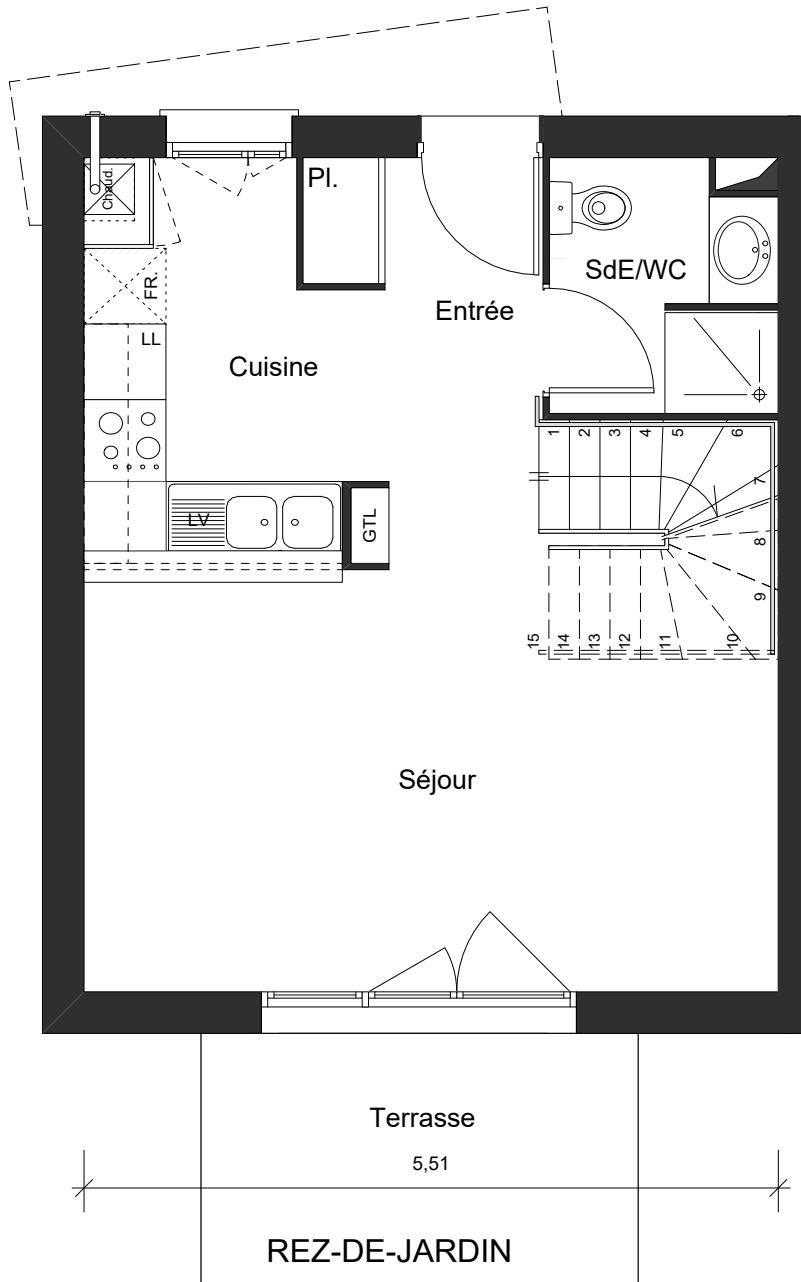 Chaud.
Pl.
SdE/WC
FR.
Entrée
LL
Cuisine
1
2
3
4
5
6
7
8
9
10
11
12
13
14
15
LV
GTL
Séjour
Terrasse
5,51
REZ-DE-JARDIN